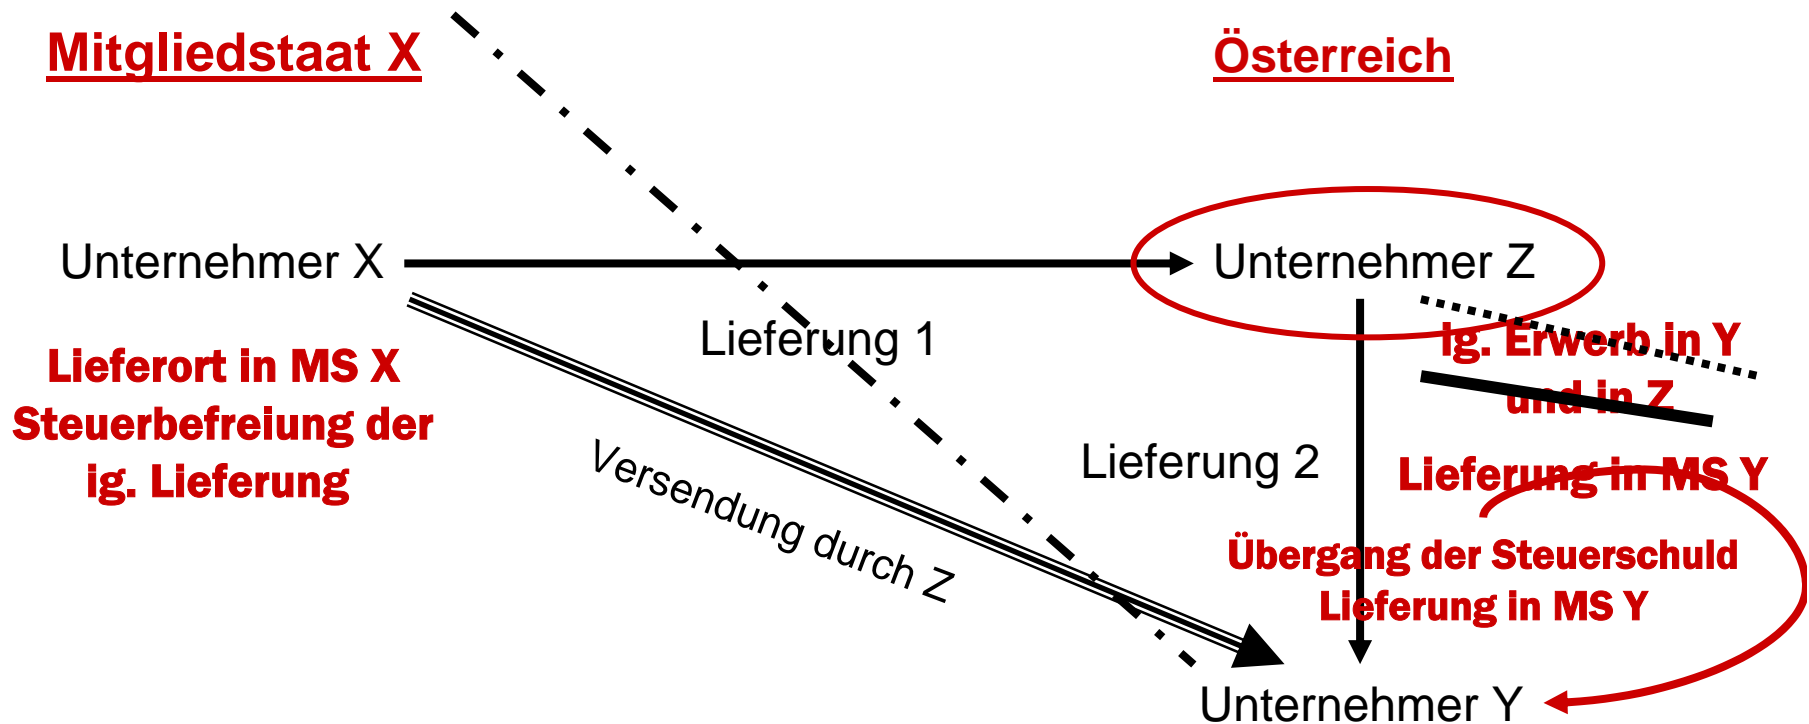 Mitgliedstaat X
Österreich
Unternehmer X
Unternehmer Z
Lieferung 1
ig. Erwerb in Y
und in Z
Lieferort in MS X
Steuerbefreiung der
ig. Lieferung
Versendung durch Z
Lieferung 2
Lieferung in MS Y
Übergang der Steuerschuld
Lieferung in MS Y
Unternehmer Y